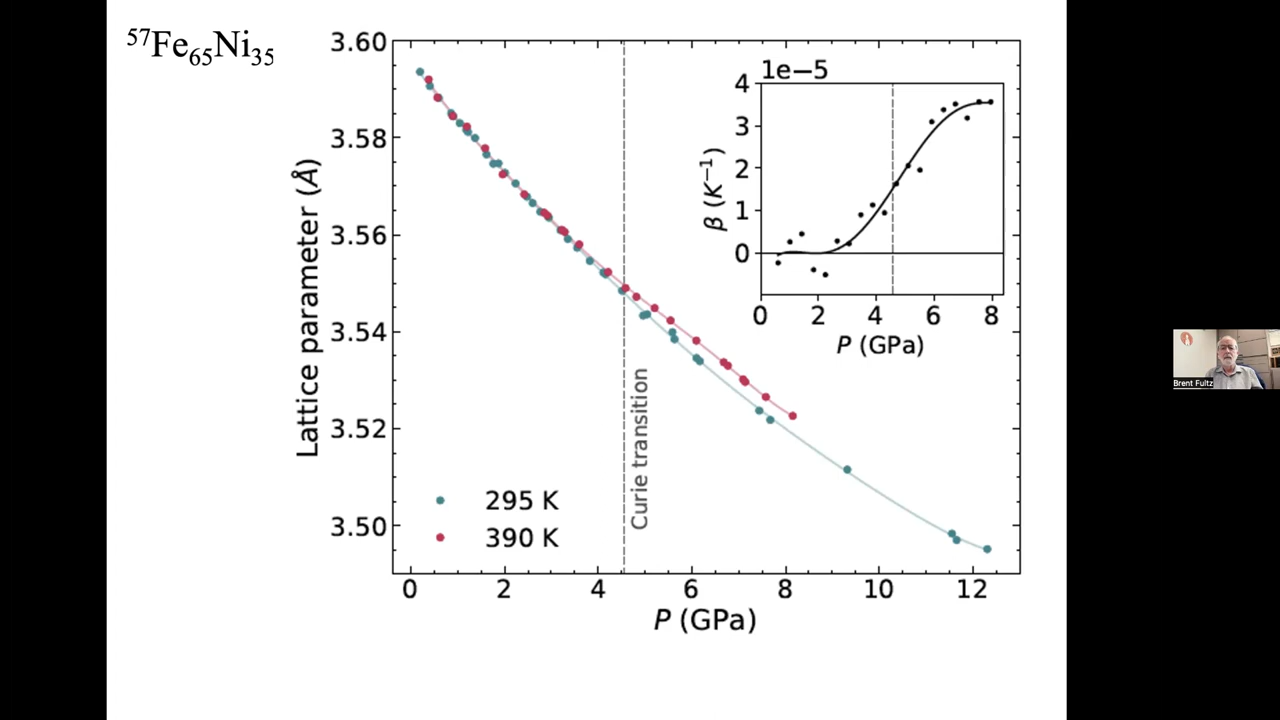 ⁵⁷Fe₆₅Ni₃₅
3.60
3.58
3.56
3.54
3.52
3.50
Lattice parameter (Å)
0 2 4 6 8 10 12
P (GPa)
Curie transition
295 K
390 K
1e−5
4
3
2
1
0
β (K⁻¹)
0 2 4 6 8
P (GPa)
Brent Fultz